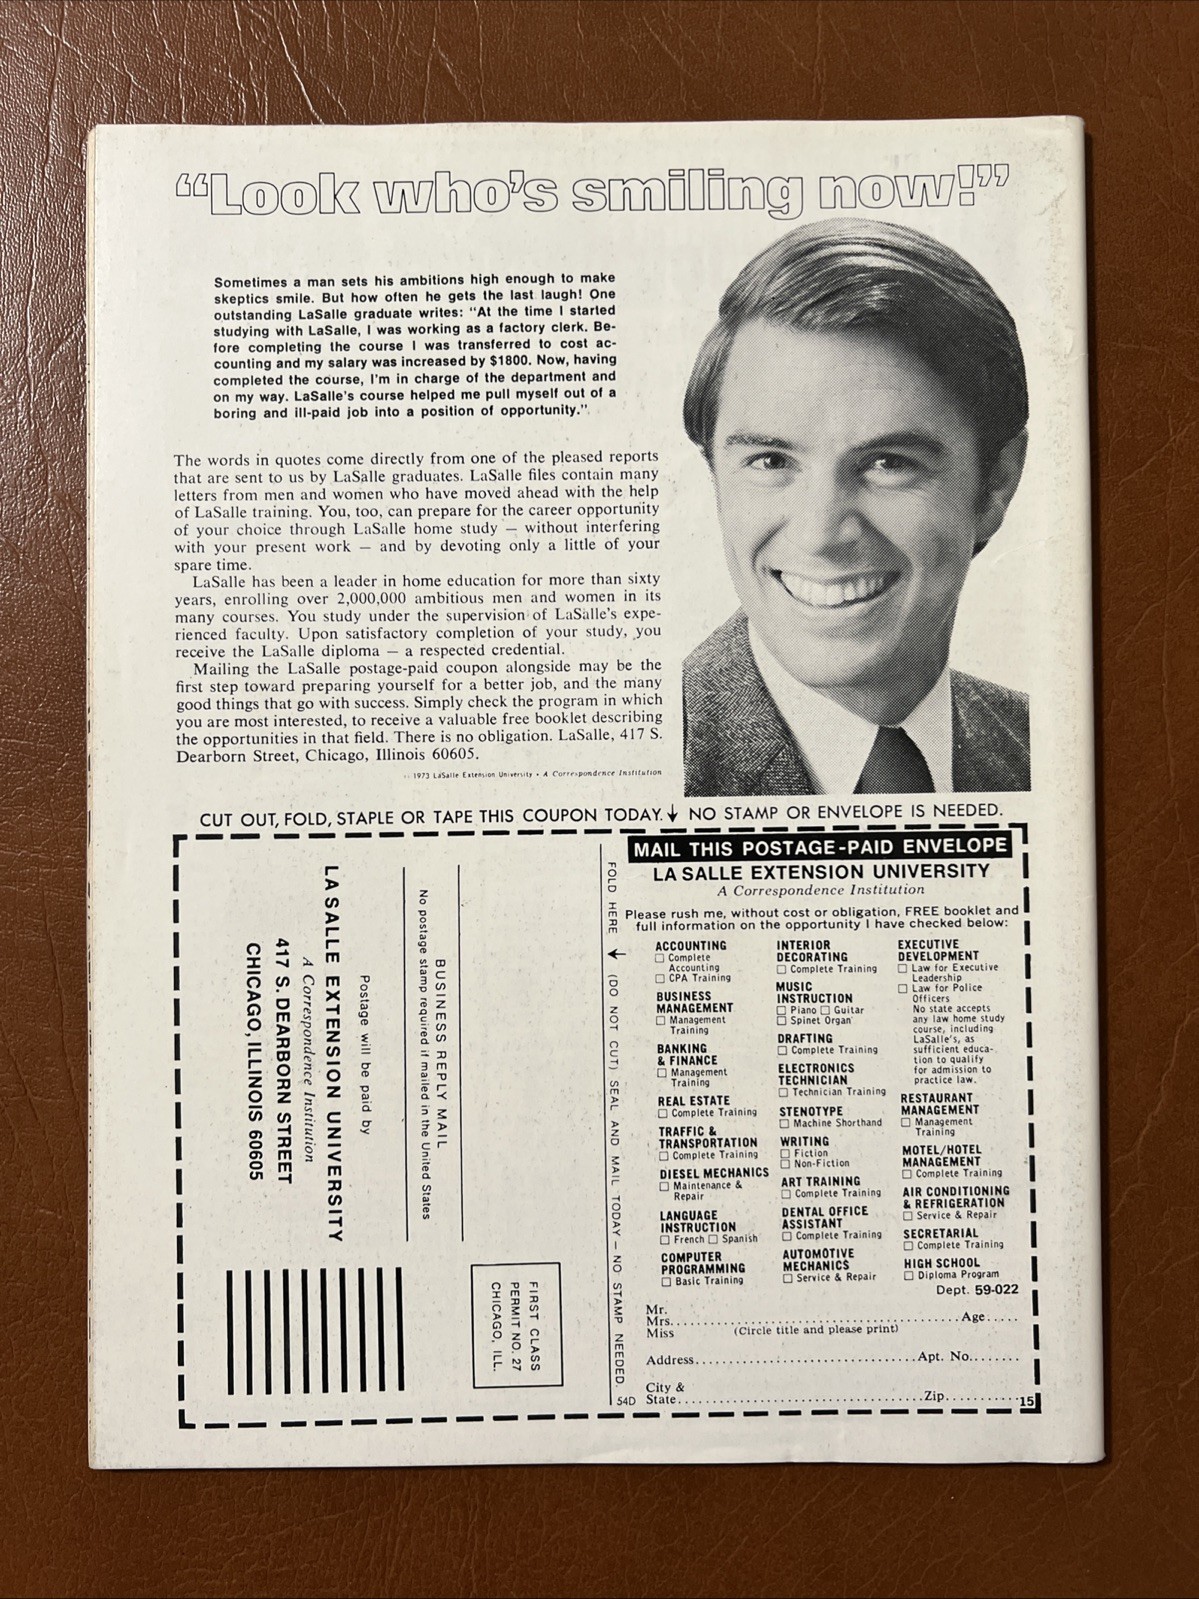 “Look who’s smiling now!”
Sometimes a man sets his ambitions high enough to make
skeptics smile. But how often he gets the last laugh! One
outstanding LaSalle graduate writes: "At the time I started
studying with LaSalle, I was working as a factory clerk. Be-
fore completing the course I was transferred to cost ac-
counting and my salary was increased by $1800. Now, having
completed the course, I'm in charge of the department and
on my way. LaSalle's course helped me pull myself out of a
boring and ill-paid job into a position of opportunity."
The words in quotes come directly from one of the pleased reports
that are sent to us by LaSalle graduates. LaSalle files contain many
letters from men and women who have moved ahead with the help
of LaSalle training. You, too, can prepare for the career opportunity
of your choice through LaSalle home study — without interfering
with your present work — and by devoting only a little of your
spare time.
LaSalle has been a leader in home education for more than sixty
years, enrolling over 2,000,000 ambitious men and women in its
many courses. You study under the supervision of LaSalle's expe-
rienced faculty. Upon satisfactory completion of your study, you
receive the LaSalle diploma — a respected credential.
Mailing the LaSalle postage-paid coupon alongside may be the
first step toward preparing yourself for a better job, and the many
good things that go with success. Simply check the program in which
you are most interested, to receive a valuable free booklet describing
the opportunities in that field. There is no obligation. LaSalle, 417 S.
Dearborn Street, Chicago, Illinois 60605.
1973 LaSalle Extension University • A Correspondence Institution
CUT OUT, FOLD, STAPLE OR TAPE THIS COUPON TODAY. ↓ NO STAMP OR ENVELOPE IS NEEDED.
BUSINESS REPLY MAIL
No postage stamp required if mailed in the United States
Postage will be paid by
LA SALLE EXTENSION UNIVERSITY
A Correspondence Institution
417 S. DEARBORN STREET
CHICAGO, ILLINOIS 60605
FIRST CLASS
PERMIT NO. 27
CHICAGO, ILL.
FOLD HERE ↓ (DO NOT CUT) SEAL AND MAIL TODAY — NO STAMP NEEDED.
MAIL THIS POSTAGE-PAID ENVELOPE
LA SALLE EXTENSION UNIVERSITY
A Correspondence Institution
Please rush me, without cost or obligation, FREE booklet and
full information on the opportunity I have checked below:
ACCOUNTING
☐ Complete
Accounting
☐ CPA Training
BUSINESS
MANAGEMENT
☐ Management
Training
BANKING
& FINANCE
☐ Management
Training
REAL ESTATE
☐ Complete Training
TRAFFIC &
TRANSPORTATION
☐ Complete Training
DIESEL MECHANICS
☐ Maintenance &
Repair
LANGUAGE
INSTRUCTION
☐ French ☐ Spanish
COMPUTER
PROGRAMMING
☐ Basic Training
INTERIOR
DECORATING
☐ Complete Training
MUSIC
INSTRUCTION
☐ Piano ☐ Guitar
☐ Spinet Organ
DRAFTING
☐ Complete Training
ELECTRONICS
TECHNICIAN
☐ Technician Training
STENOTYPE
☐ Machine Shorthand
WRITING
☐ Fiction
☐ Non-Fiction
ART TRAINING
☐ Complete Training
DENTAL OFFICE
ASSISTANT
☐ Complete Training
AUTOMOTIVE
MECHANICS
☐ Service & Repair
EXECUTIVE
DEVELOPMENT
☐ Law for Executive
Leadership
☐ Law for Police
Officers
No state accepts
any law home study
course, including
LaSalle's, as
sufficient educa-
tion to qualify
for admission to
practice law.
RESTAURANT
MANAGEMENT
☐ Management
Training
MOTEL/HOTEL
MANAGEMENT
☐ Complete Training
AIR CONDITIONING
& REFRIGERATION
☐ Service & Repair
SECRETARIAL
☐ Complete Training
HIGH SCHOOL
☐ Diploma Program
Dept. 59-022
Mr.
Mrs. Age
Miss (Circle title and please print)
Address Apt. No.
City &
54D State Zip 15